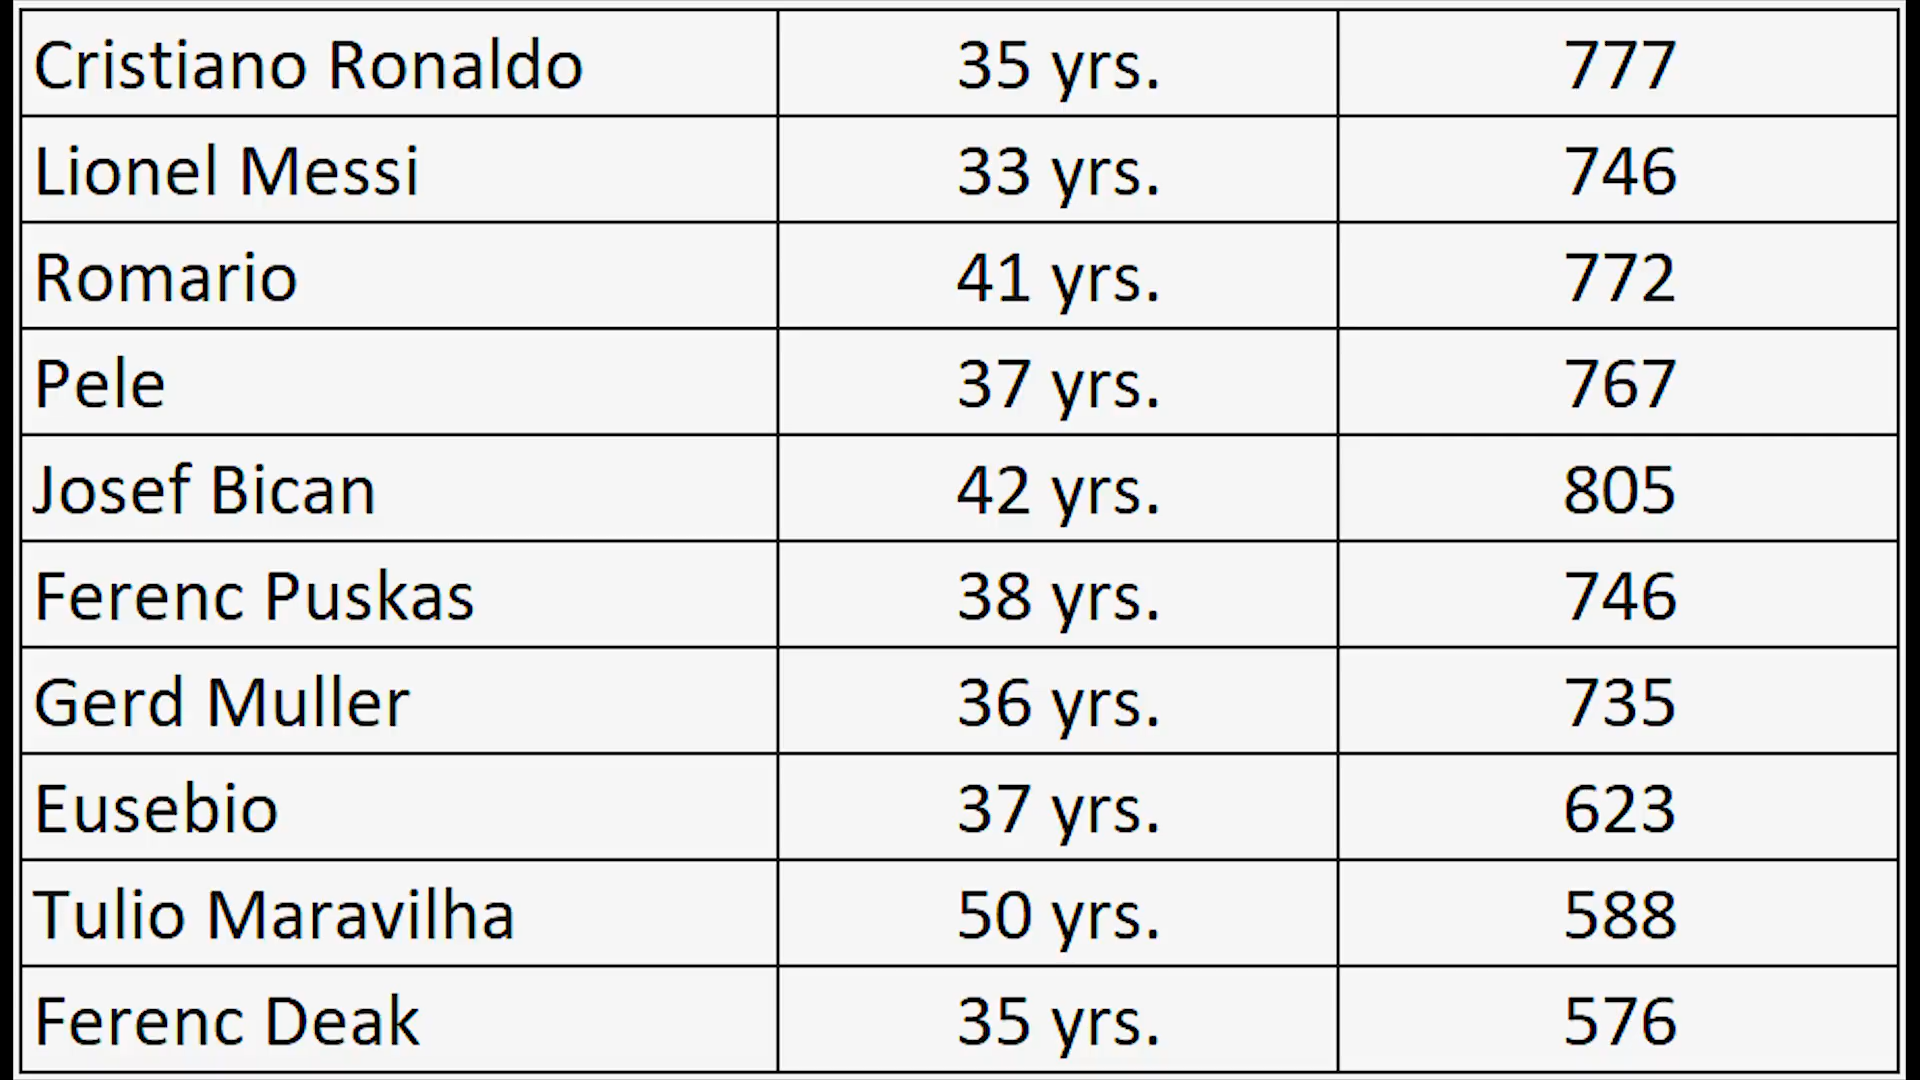 Cristiano Ronaldo 35 yrs. 777
Lionel Messi 33 yrs. 746
Romario 41 yrs. 772
Pele 37 yrs. 767
Josef Bican 42 yrs. 805
Ferenc Puskas 38 yrs. 746
Gerd Muller 36 yrs. 735
Eusebio 37 yrs. 623
Tulio Maravilha 50 yrs. 588
Ferenc Deak 35 yrs. 576